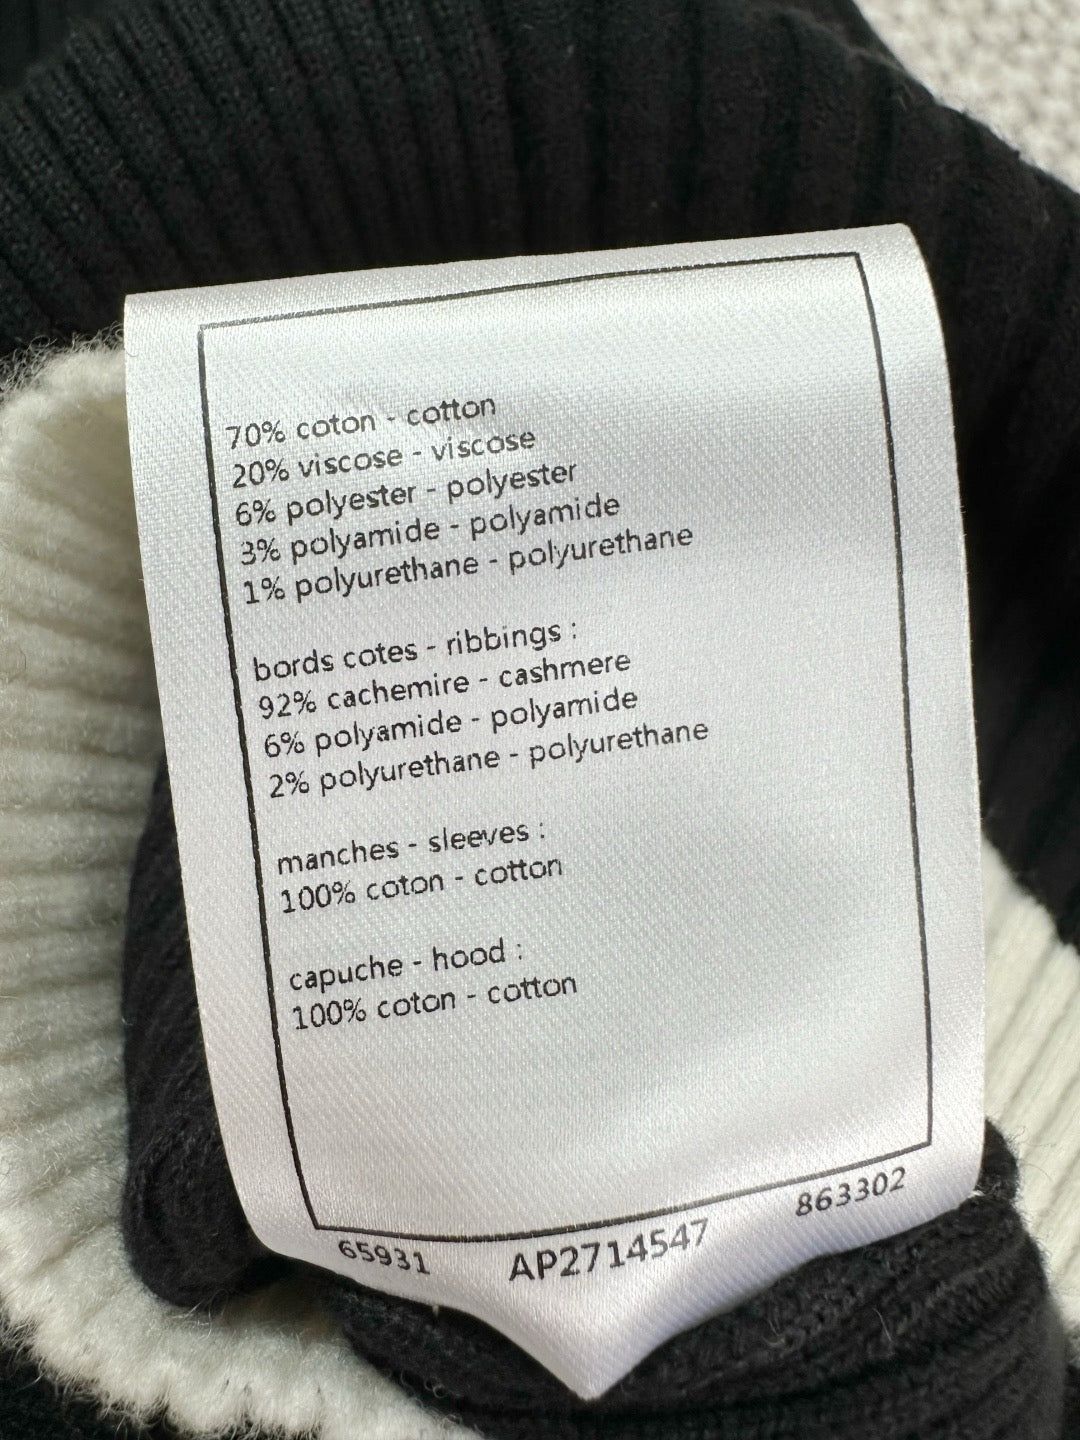 70% coton - cotton
20% viscose - viscose
6% polyester - polyester
3% polyamide - polyamide
1% polyurethane - polyurethane
bords cotes - ribbings :
92% cachemire - cashmere
6% polyamide - polyamide
2% polyurethane - polyurethane
manches - sleeves :
100% coton - cotton
capuche - hood :
100% coton - cotton
65931 AP2714547 863302